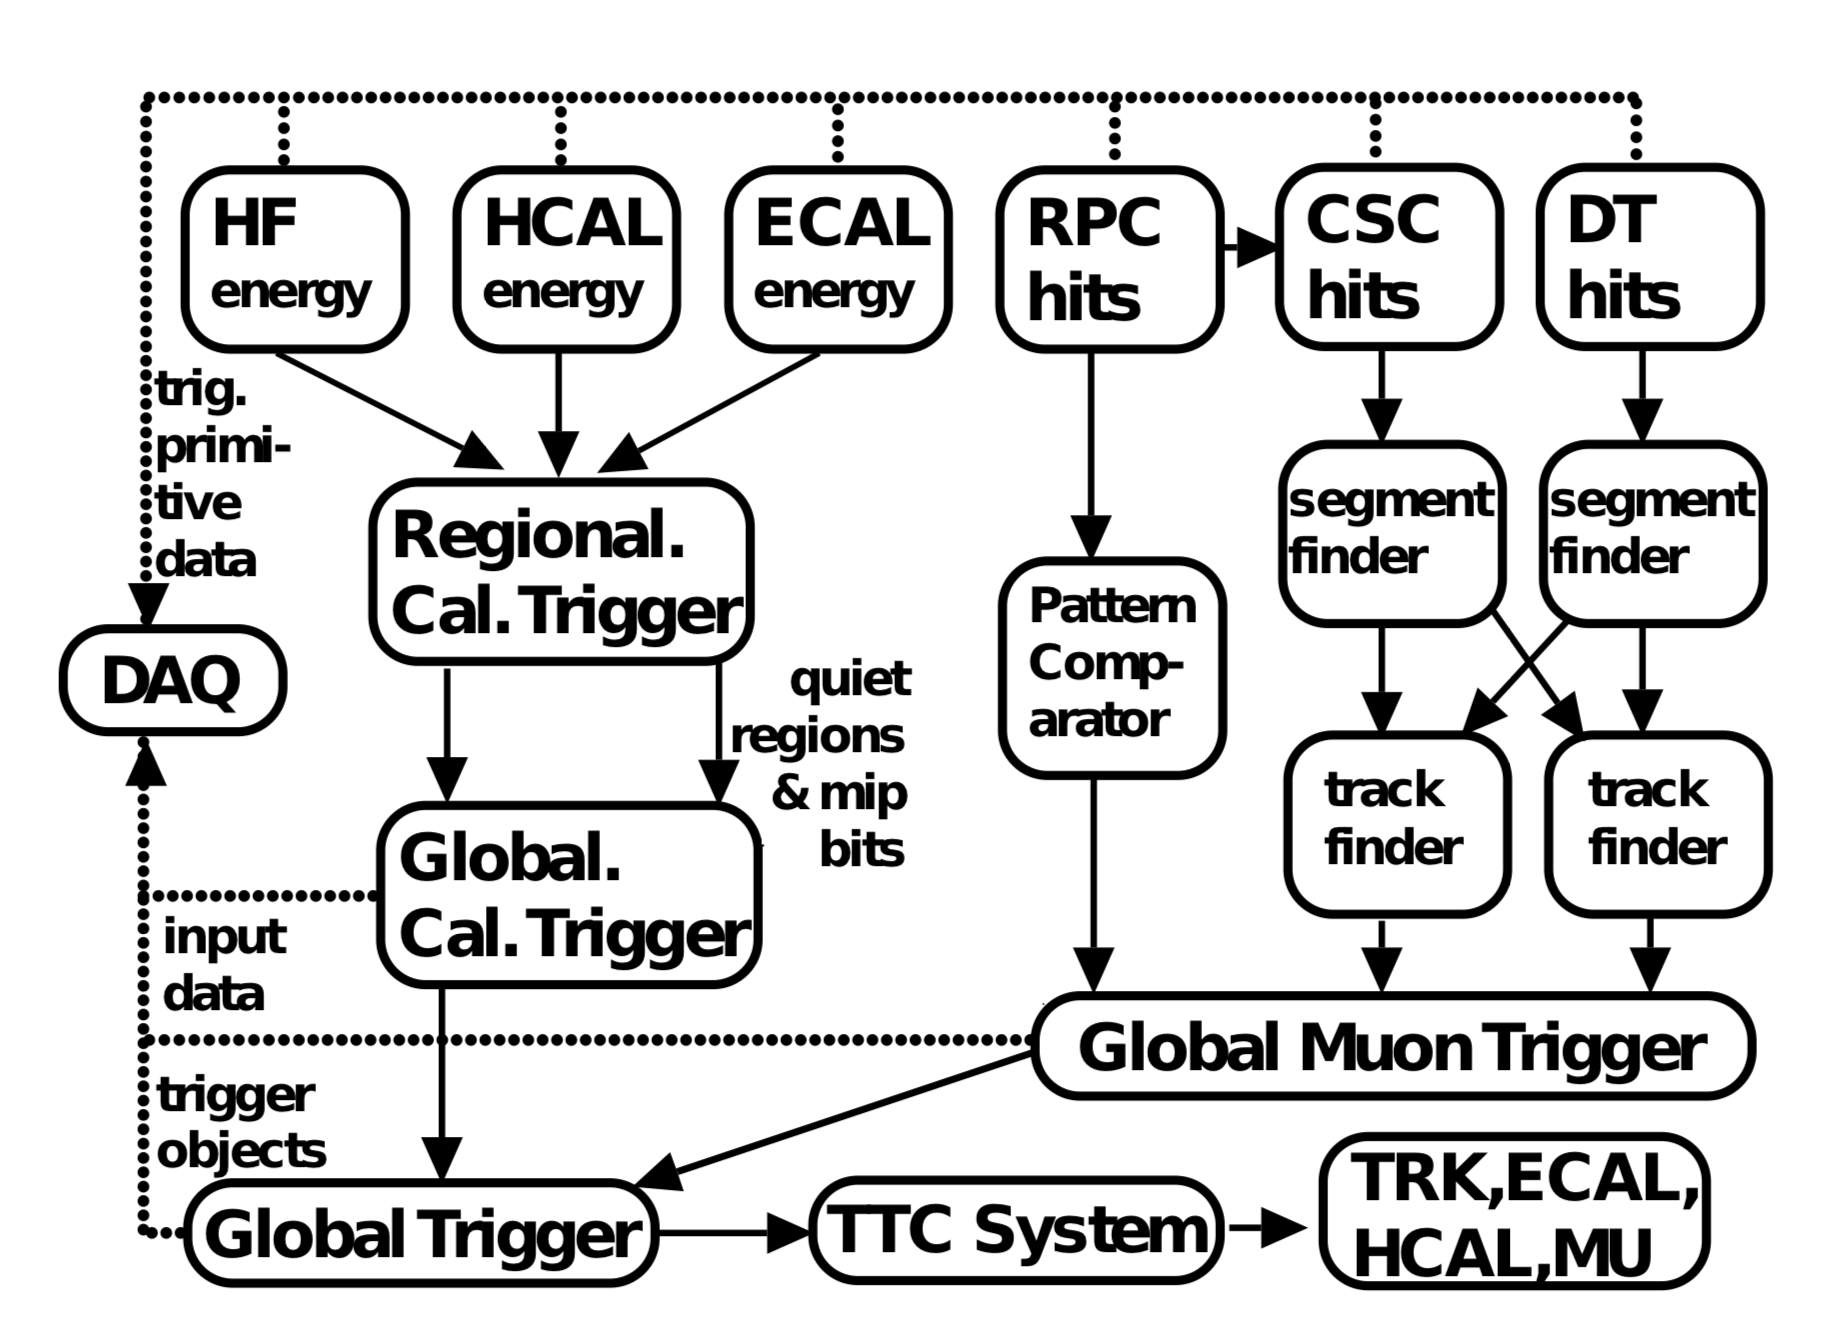 HF
energy
HCAL
energy
ECAL
energy
RPC
hits
CSC
hits
DT
hits
trig.
primi-
tive
data
Regional.
Cal. Trigger
segment
finder
segment
finder
Pattern
Comp-
arator
DAQ
quiet
regions
& mip
bits
track
finder
track
finder
Global.
Cal. Trigger
input
data
Global Muon Trigger
trigger
objects
Global Trigger
TTC System
TRK,ECAL,
HCAL,MU